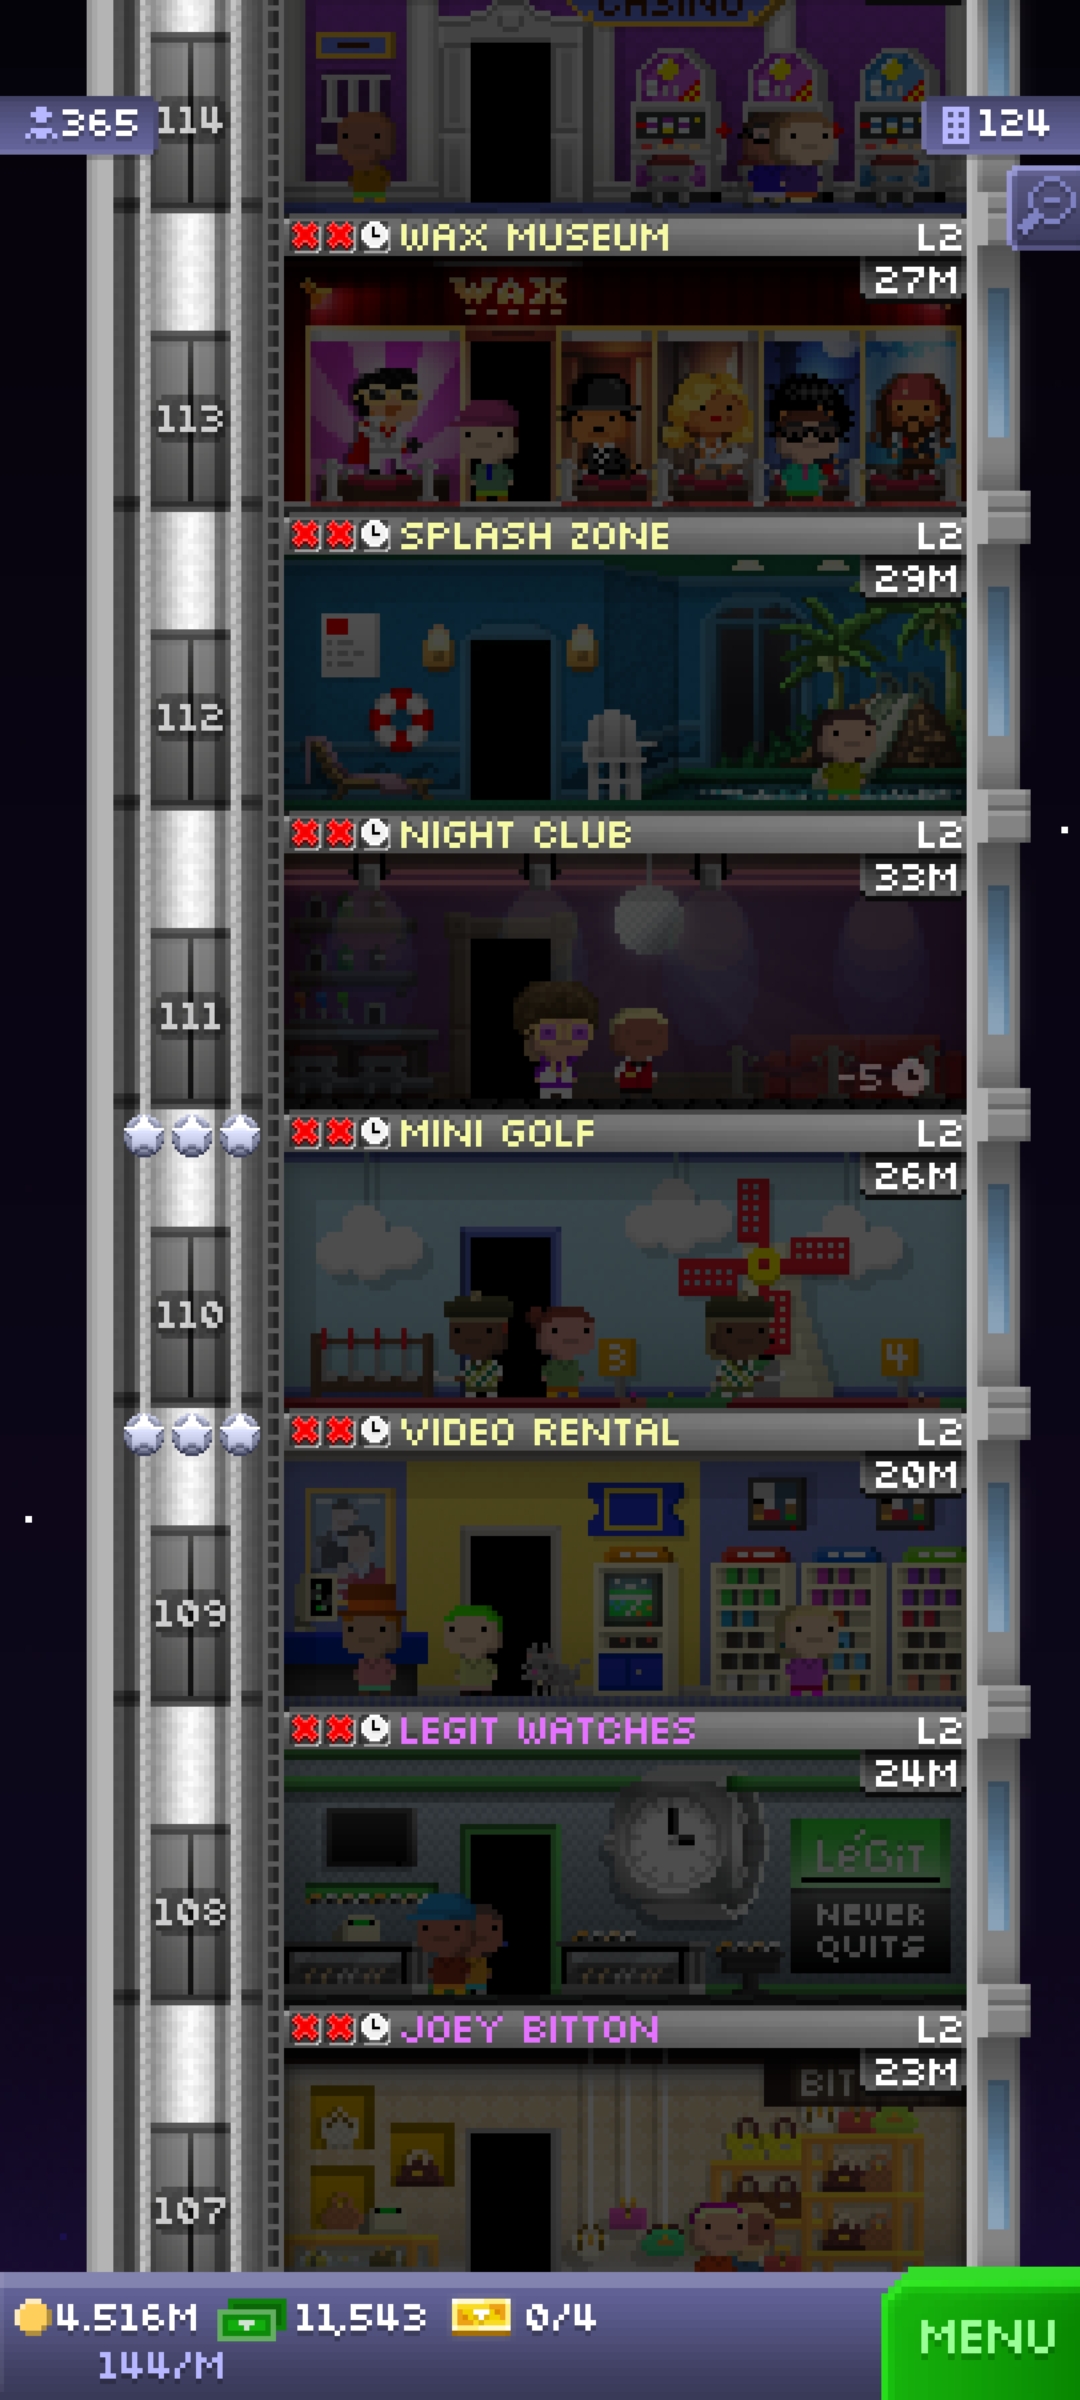 CASINO
365
114
124
WAX MUSEUM L2
27M
WAX
113
SPLASH ZONE L2
29M
112
NIGHT CLUB L2
33M
111
-5
MINI GOLF L2
26M
110
3
4
VIDEO RENTAL L2
20M
109
LEGIT WATCHES L2
24M
LéGiT
NEVER
QUITS
108
JOEY BITTON L2
23M
BIT
107
4.516M 11,543 0/4
144/M
MENU